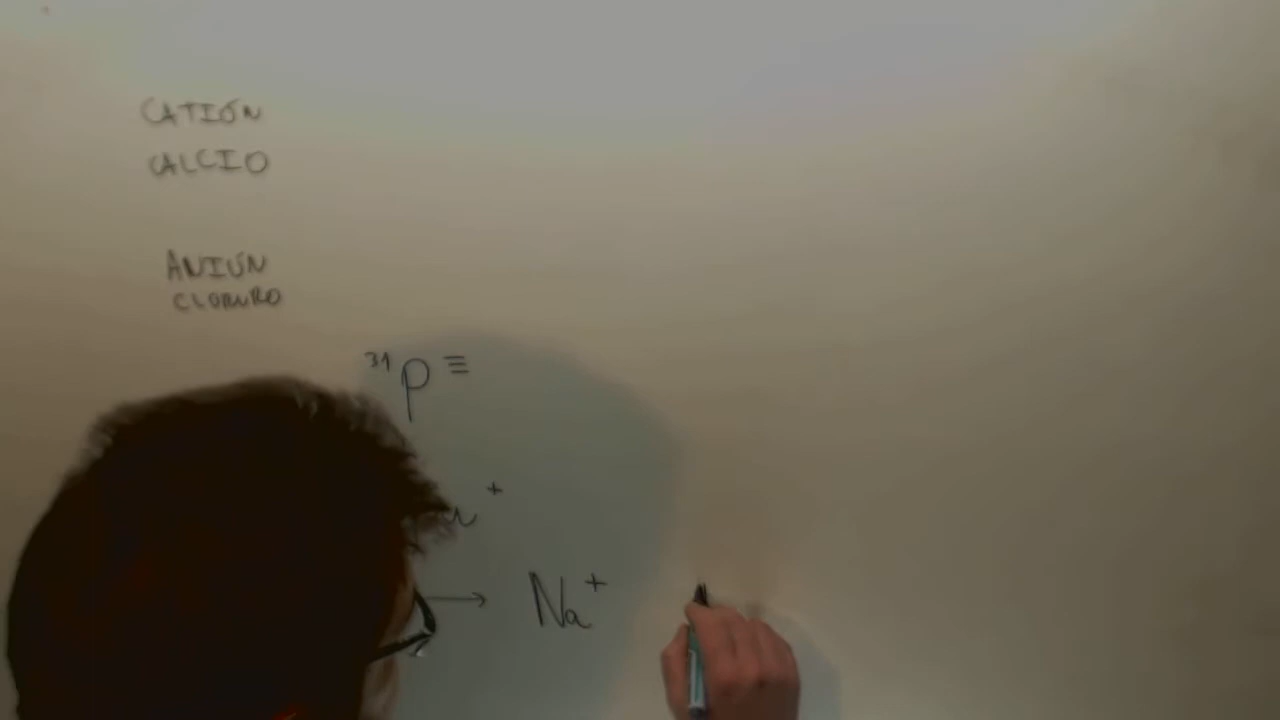 CATIÓN
CALCIO
ANIÓN
CLORURO
³¹P ≡
a⁺
→ Na⁺